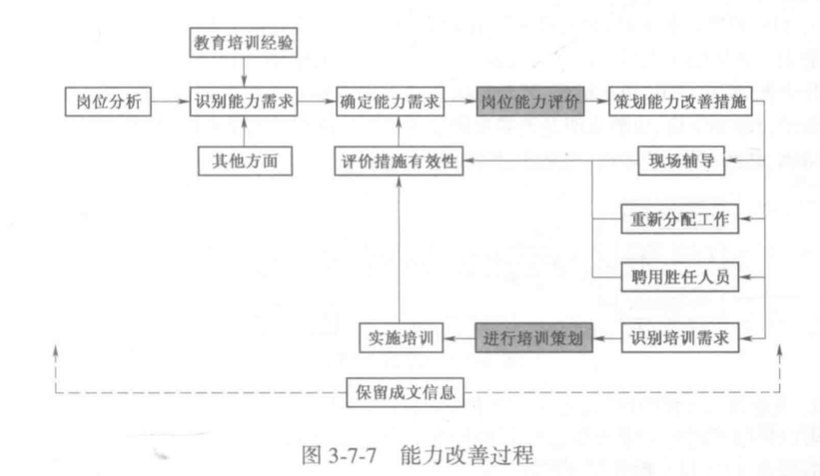 教育培训经验
岗位分析
识别能力需求
确定能力需求
岗位能力评价
策划能力改善措施
其他方面
评价措施有效性
现场辅导
重新分配工作
聘用胜任人员
实施培训
进行培训策划
识别培训需求
保留成文信息
图 3-7-7 能力改善过程